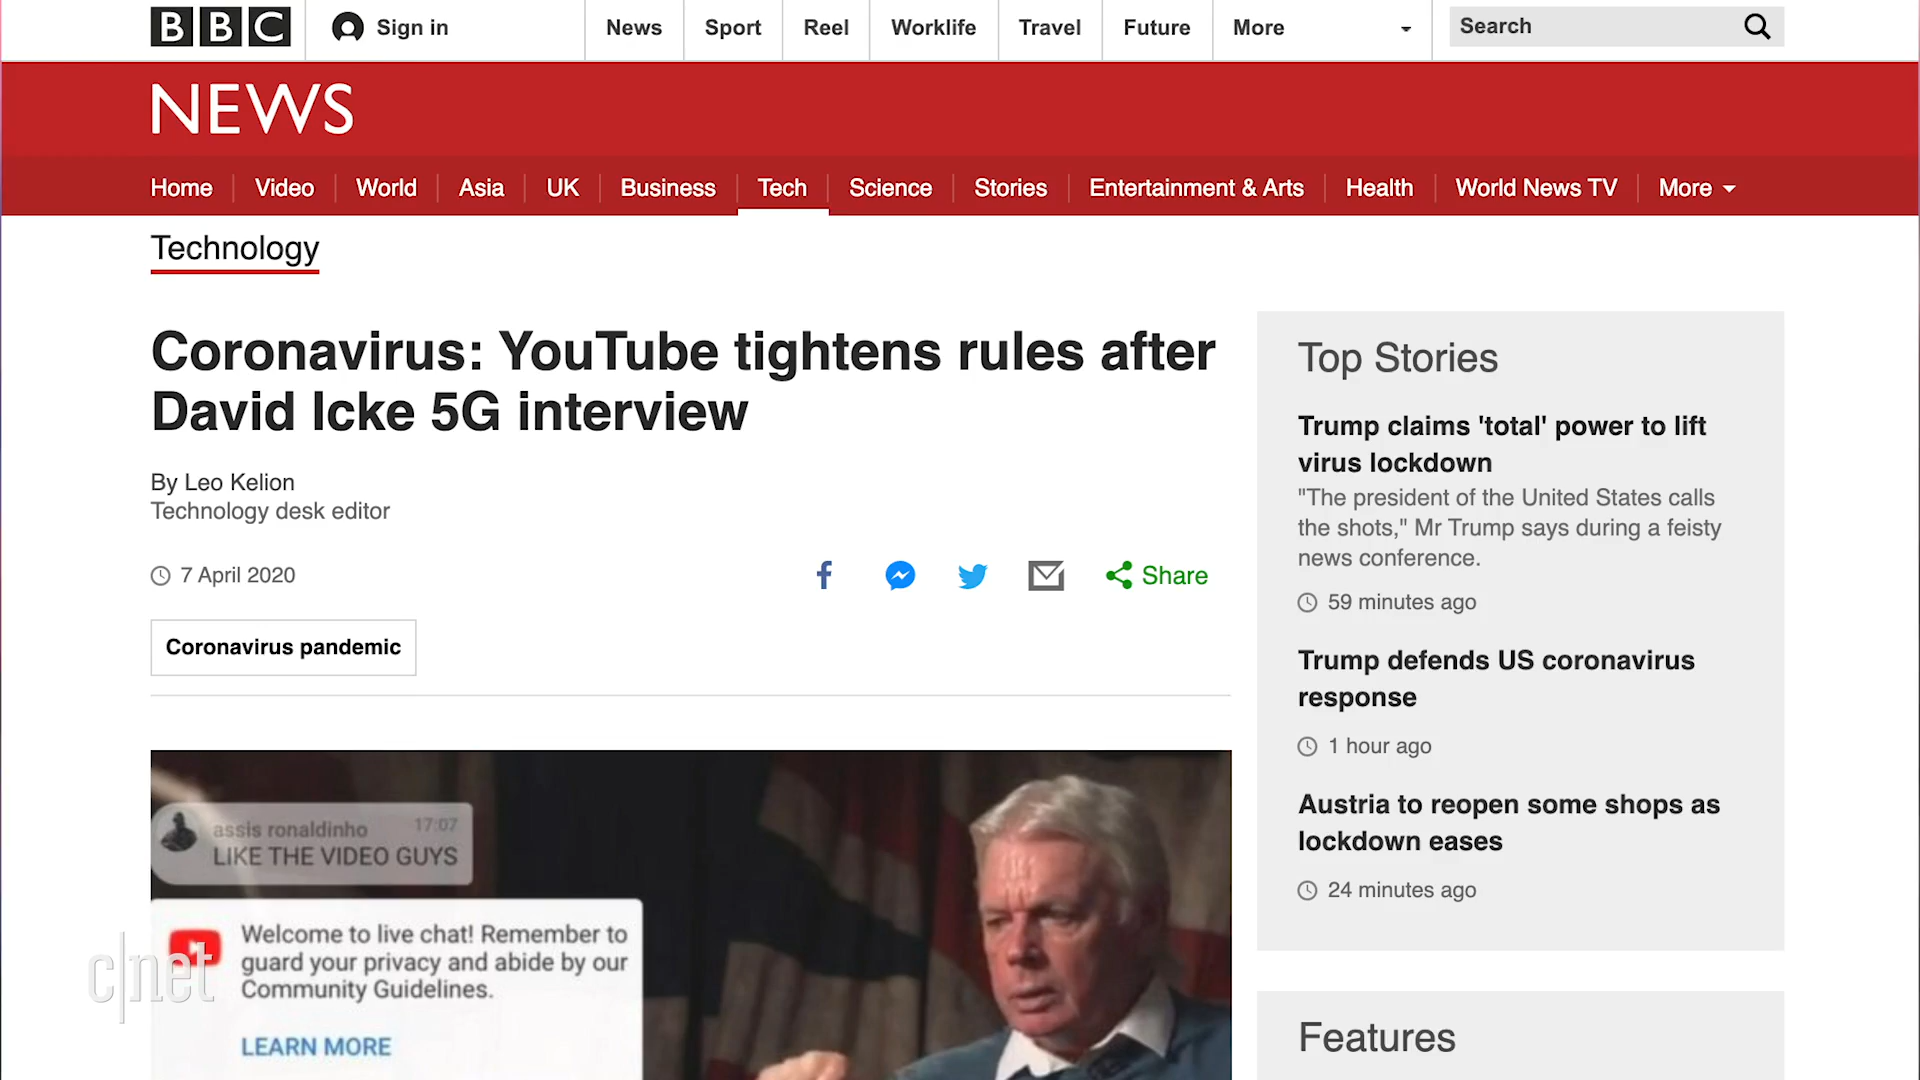 BBC
Sign in
News
Sport
Reel
Worklife
Travel
Future
More
Search
NEWS
Home
Video
World
Asia
UK
Business
Tech
Science
Stories
Entertainment & Arts
Health
World News TV
More
Technology
Coronavirus: YouTube tightens rules after
David Icke 5G interview
By Leo Kelion
Technology desk editor
7 April 2020
Share
Coronavirus pandemic
assis ronaldinho 17:07
LIKE THE VIDEO GUYS
Welcome to live chat! Remember to
guard your privacy and abide by our
Community Guidelines.
LEARN MORE
c|net
Top Stories
Trump claims 'total' power to lift
virus lockdown
"The president of the United States calls
the shots," Mr Trump says during a feisty
news conference.
59 minutes ago
Trump defends US coronavirus
response
1 hour ago
Austria to reopen some shops as
lockdown eases
24 minutes ago
Features